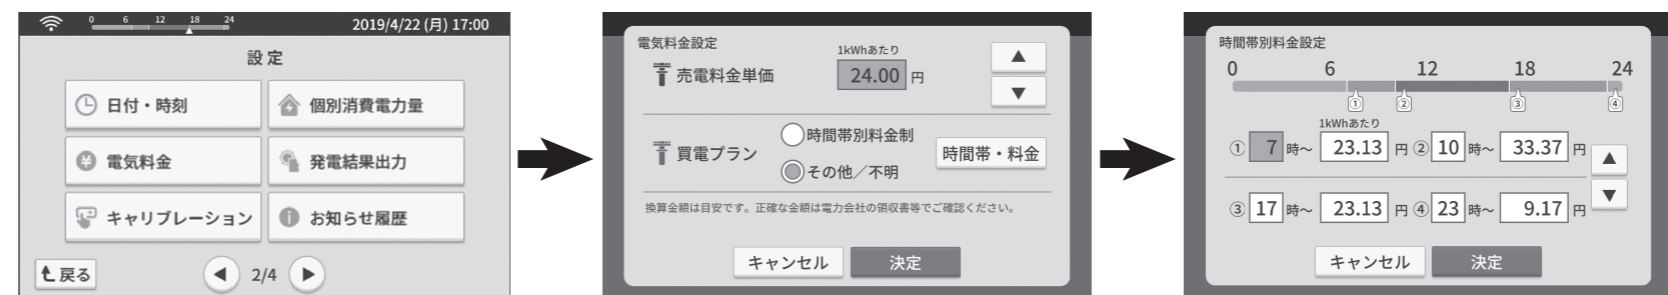 0 6 12 18 24
2019/4/22 (月) 17:00
設定
日付・時刻
個別消費電力量
電気料金
発電結果出力
キャリブレーション
お知らせ履歴
戻る
2/4
電気料金設定
1kWhあたり
売電料金単価 24.00 円
買電プラン
時間帯別料金制
その他／不明
時間帯・料金
換算金額は目安です。正確な金額は電力会社の領収書等でご確認ください。
キャンセル 決定
時間帯別料金設定
0 6 12 18 24
① ② ③ ④
1kWhあたり
① 7 時～ 23.13 円 ② 10 時～ 33.37 円
③ 17 時～ 23.13 円 ④ 23 時～ 9.17 円
キャンセル 決定